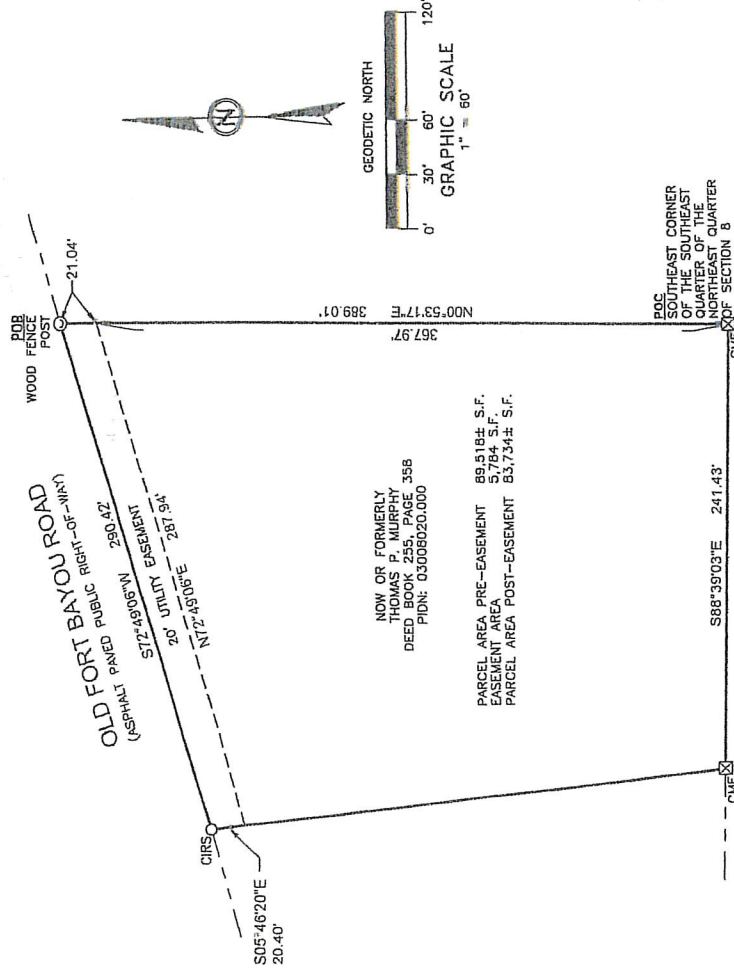 POB
WOOD FENCE
POST
21.04'
OLD FORT BAYOU ROAD
(ASPHALT PAVED PUBLIC RIGHT-OF-WAY)
S72°49'06"W 290.42'
20' UTILITY EASEMENT
N72°49'06"E 287.94'
CIRS
S05°46'20"E
20.40'
N
GEODETIC NORTH
0' 30' 60' 120'
GRAPHIC SCALE
1" = 60'
N00°53'17"E 389.01'
367.97'
NOW OR FORMERLY
THOMAS P. MURPHY
DEED BOOK 255, PAGE 358
PIDN: 03008020.000
PARCEL AREA PRE-EASEMENT 89,518± S.F.
EASEMENT AREA 5,784 S.F.
PARCEL AREA POST-EASEMENT 83,734± S.F.
POC
SOUTHEAST CORNER
OF THE SOUTHEAST
QUARTER OF THE
NORTHEAST QUARTER
OF SECTION 8
S88°39'03"E 241.43'
CMF
CMF